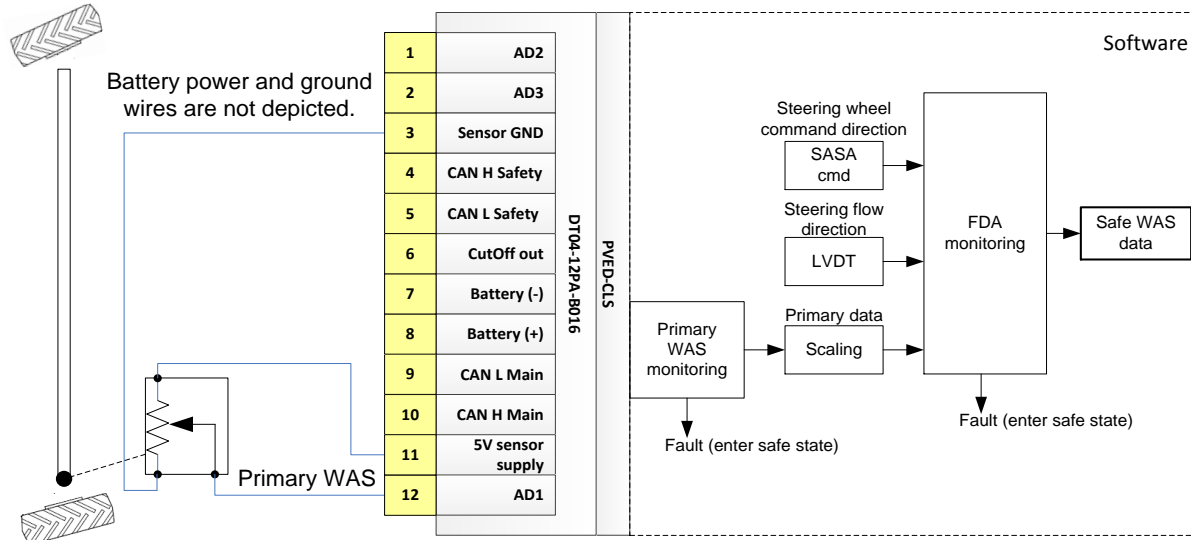 Battery power and ground
wires are not depicted.
1 AD2
2 AD3
3 Sensor GND
4 CAN H Safety
5 CAN L Safety
6 CutOff out
7 Battery (-)
8 Battery (+)
9 CAN L Main
10 CAN H Main
11 5V sensor
supply
12 AD1
Primary WAS
DT04-12PA-B016
PVED-CLS
Software
Steering wheel
command direction
SASA
cmd
Steering flow
direction
LVDT
Primary data
Scaling
Primary
WAS
monitoring
Fault (enter safe state)
FDA
monitoring
Fault (enter safe state)
Safe WAS
data